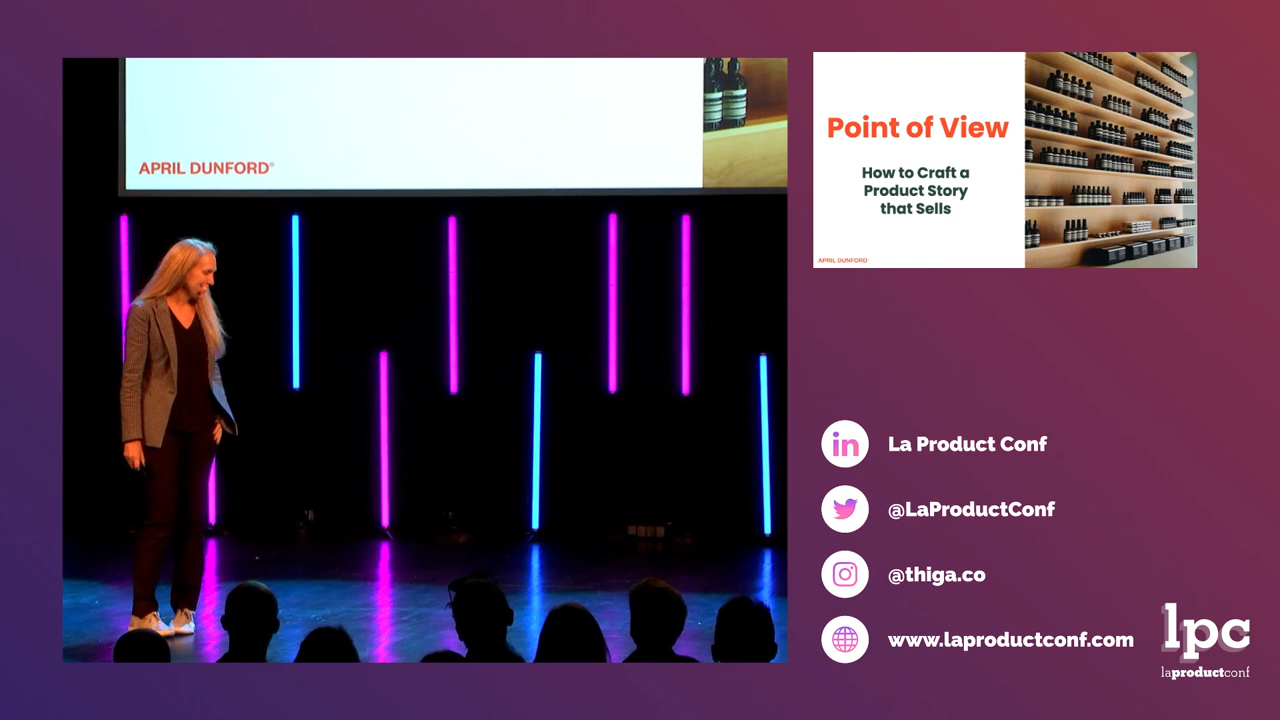 APRIL DUNFORD®
Point of View
How to Craft a
Product Story
that Sells
APRIL DUNFORD®
in
La Product Conf
@LaProductConf
@thiga.co
www.laproductconf.com
lpc
laproductconf